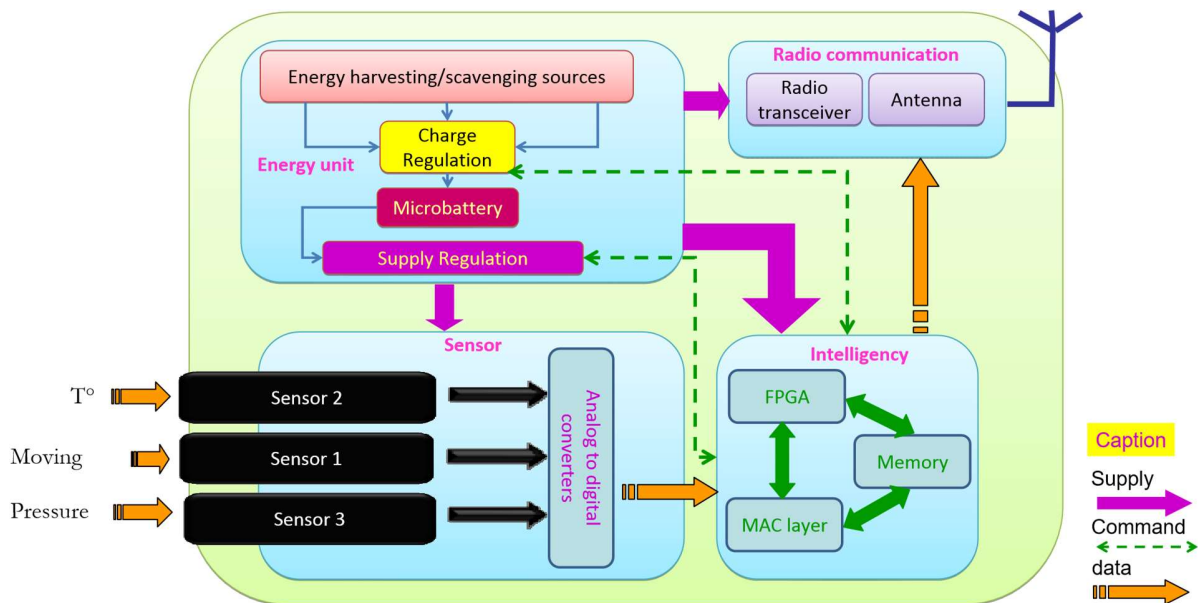 Energy harvesting/scavenging sources
Charge
Regulation
Energy unit
Microbattery
Supply Regulation
Radio communication
Radio
transceiver
Antenna
Sensor
T°
Sensor 2
Moving
Sensor 1
Pressure
Sensor 3
Analog to digital
converters
Intelligency
FPGA
Memory
MAC layer
Caption
Supply
Command
data